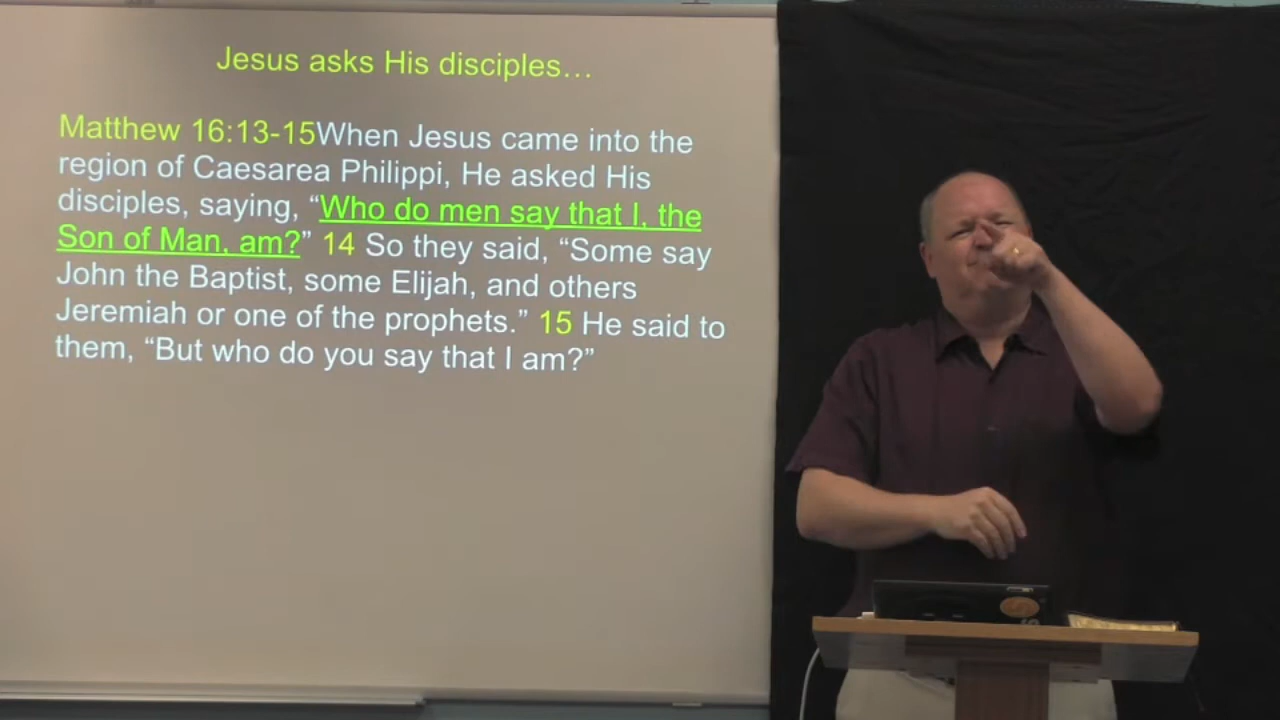 Jesus asks His disciples…
Matthew 16:13-15When Jesus came into the
region of Caesarea Philippi, He asked His
disciples, saying, “Who do men say that I, the
Son of Man, am?” 14 So they said, “Some say
John the Baptist, some Elijah, and others
Jeremiah or one of the prophets.” 15 He said to
them, “But who do you say that I am?”